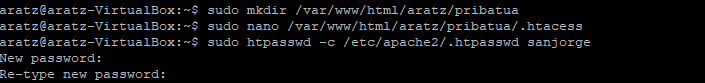 aratz@aratz-VirtualBox:~$ sudo mkdir /var/www/html/aratz/pribatua
aratz@aratz-VirtualBox:~$ sudo nano /var/www/html/aratz/pribatua/.htacess
aratz@aratz-VirtualBox:~$ sudo htpasswd -c /etc/apache2/.htpasswd sanjorge
New password:
Re-type new password: